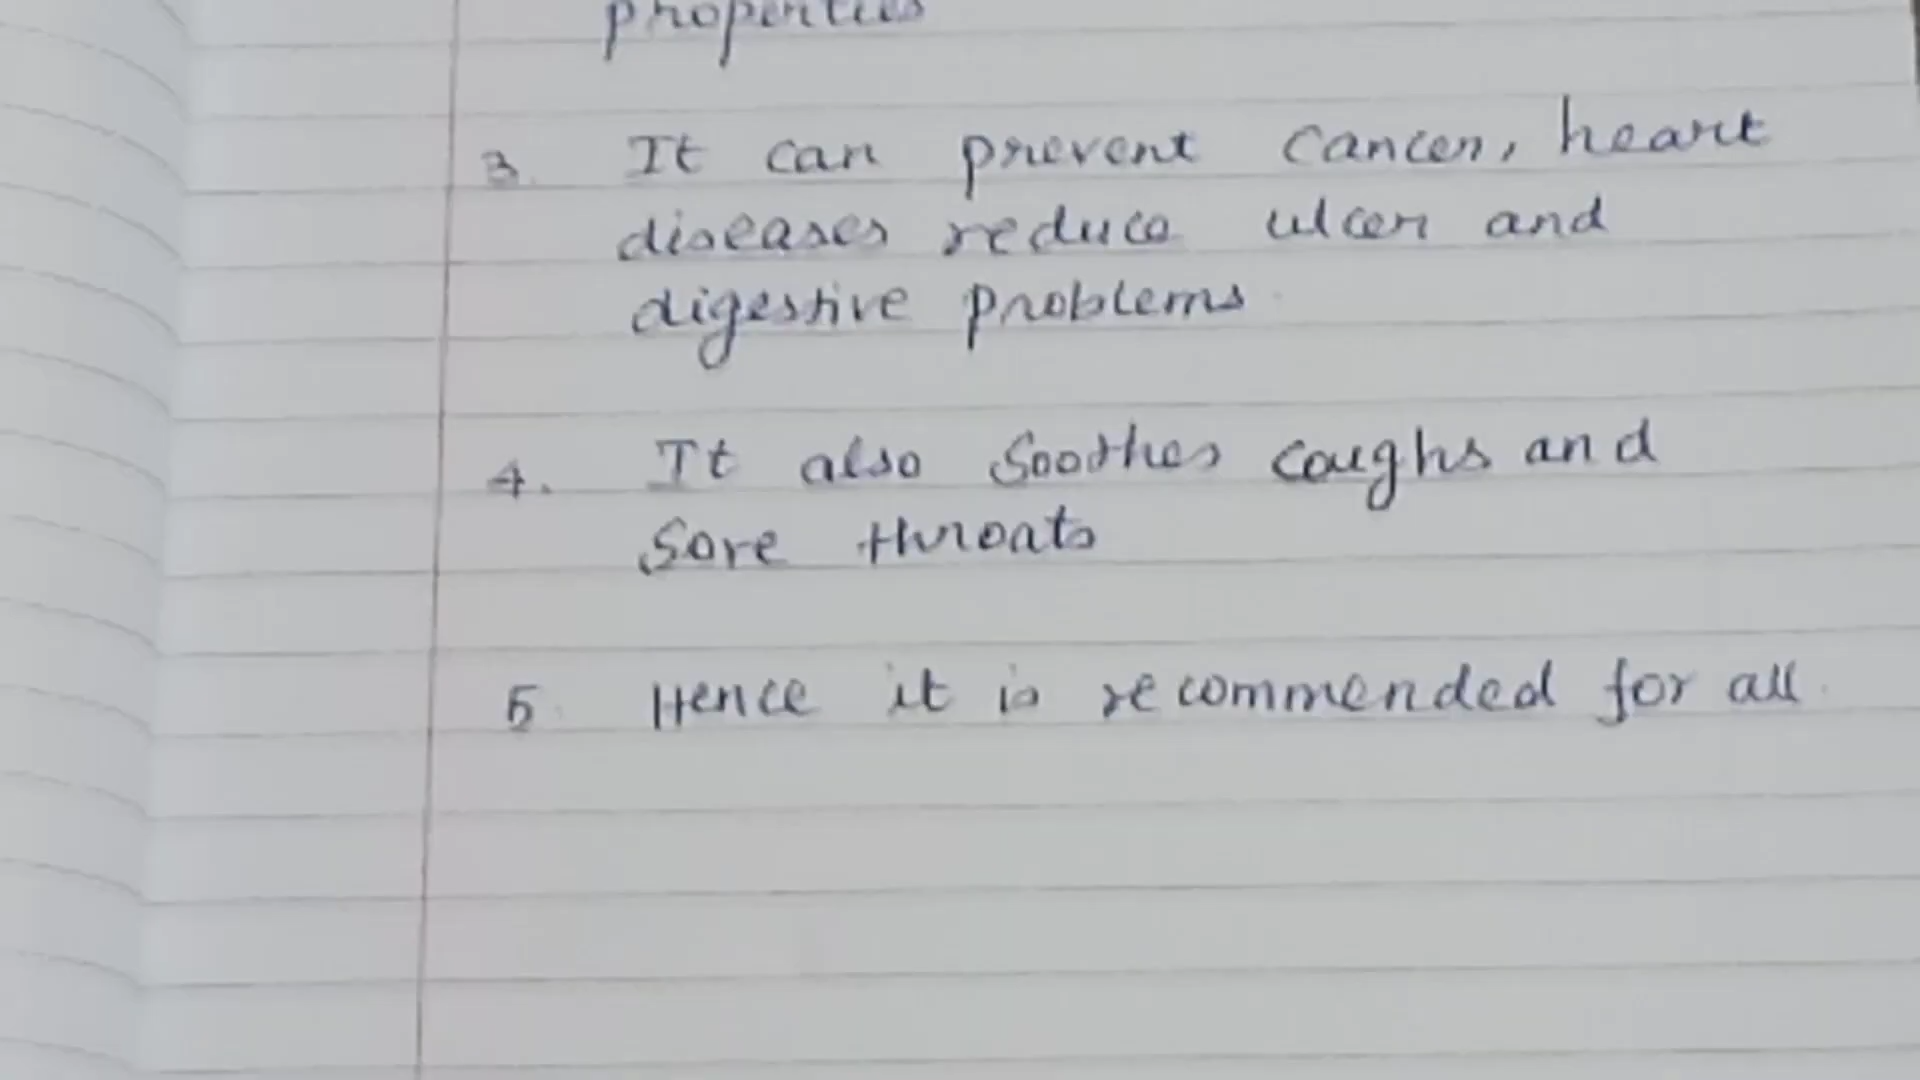 properties
3. It can prevent cancer, heart
diseases reduce ulcer and
digestive problems.
4. It also soothes coughs and
sore throats
5. Hence it is recommended for all.